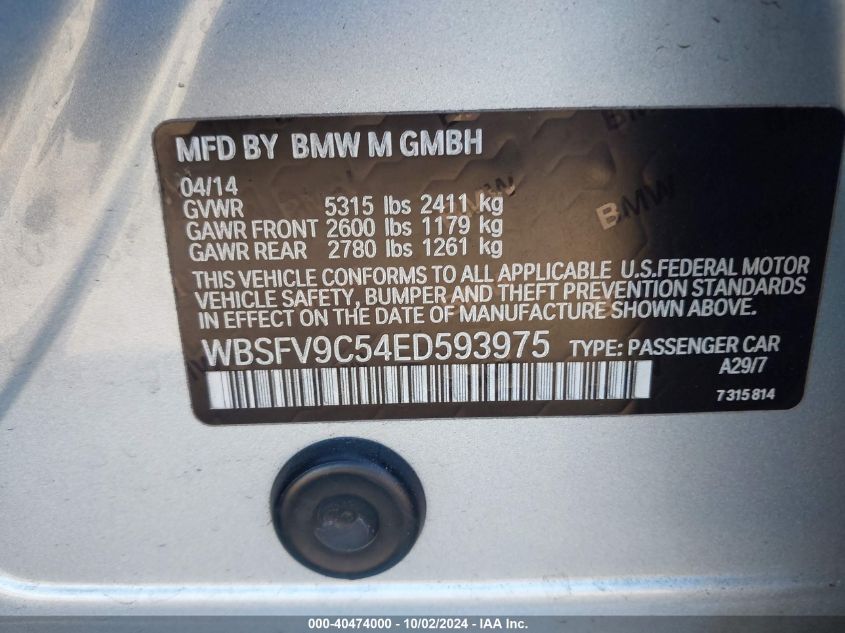 MFD BY BMW M GMBH
04/14
GVWR 5315 lbs 2411 kg
GAWR FRONT 2600 lbs 1179 kg
GAWR REAR 2780 lbs 1261 kg
THIS VEHICLE CONFORMS TO ALL APPLICABLE U.S.FEDERAL MOTOR
VEHICLE SAFETY, BUMPER AND THEFT PREVENTION STANDARDS
IN EFFECT ON THE DATE OF MANUFACTURE SHOWN ABOVE.
WBSFV9C54ED593975 TYPE: PASSENGER CAR
A29/7
7 315 814
BMW
BMW
000-40474000 - 10/02/2024 - IAA Inc.